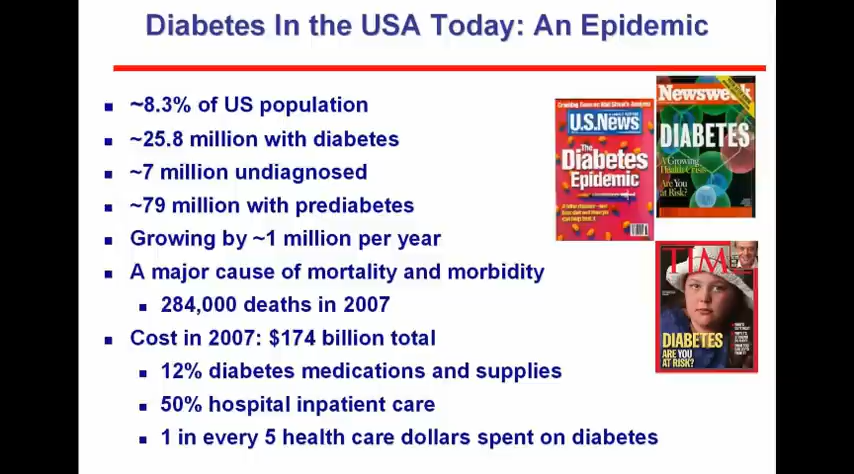 Diabetes In the USA Today: An Epidemic
~8.3% of US population
~25.8 million with diabetes
~7 million undiagnosed
~79 million with prediabetes
Growing by ~1 million per year
A major cause of mortality and morbidity
284,000 deaths in 2007
Cost in 2007: $174 billion total
12% diabetes medications and supplies
50% hospital inpatient care
1 in every 5 health care dollars spent on diabetes
U.S.News
The
Diabetes
Epidemic
Newsweek
DIABETES
A Growing
Health Crisis
Are You
at Risk?
TIME
DIABETES
ARE YOU
AT RISK?